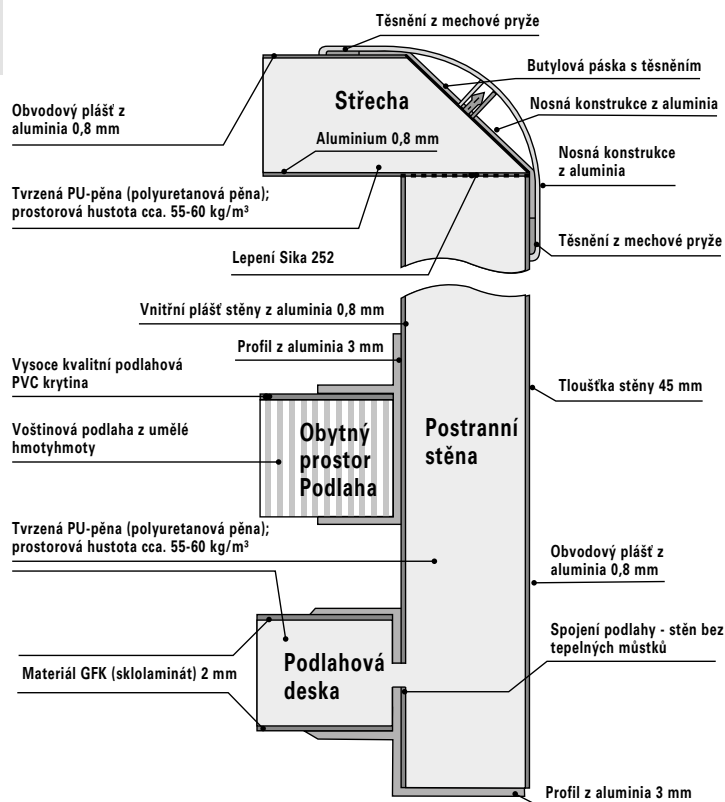 Těsnění z mechové pryže
Butylová páska s těsněním
Střecha
Nosná konstrukce z aluminia
Obvodový plášť z
aluminia 0,8 mm
Aluminium 0,8 mm
Nosná konstrukce
z aluminia
Tvrzená PU-pěna (polyuretanová pěna);
prostorová hustota cca. 55-60 kg/m³
Těsnění z mechové pryže
Lepení Sika 252
Vnitřní plášť stěny z aluminia 0,8 mm
Profil z aluminia 3 mm
Vysoce kvalitní podlahová
PVC krytina
Tloušťka stěny 45 mm
Voštinová podlaha z umělé
hmotyhmoty
Obytný
prostor
Podlaha
Postranní
stěna
Tvrzená PU-pěna (polyuretanová pěna);
prostorová hustota cca. 55-60 kg/m³
Obvodový plášť z
aluminia 0,8 mm
Spojení podlahy - stěn bez
tepelných můstků
Podlahová
deska
Materiál GFK (sklolaminát) 2 mm
Profil z aluminia 3 mm